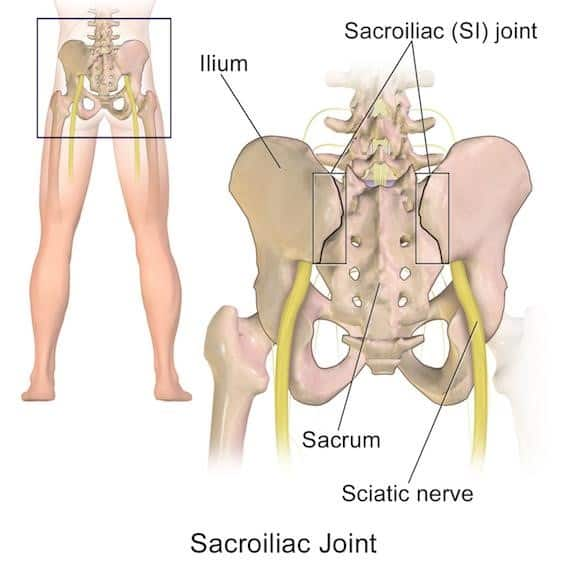 Sacroiliac (SI) joint
Ilium
Sacrum
Sciatic nerve
Sacroiliac Joint